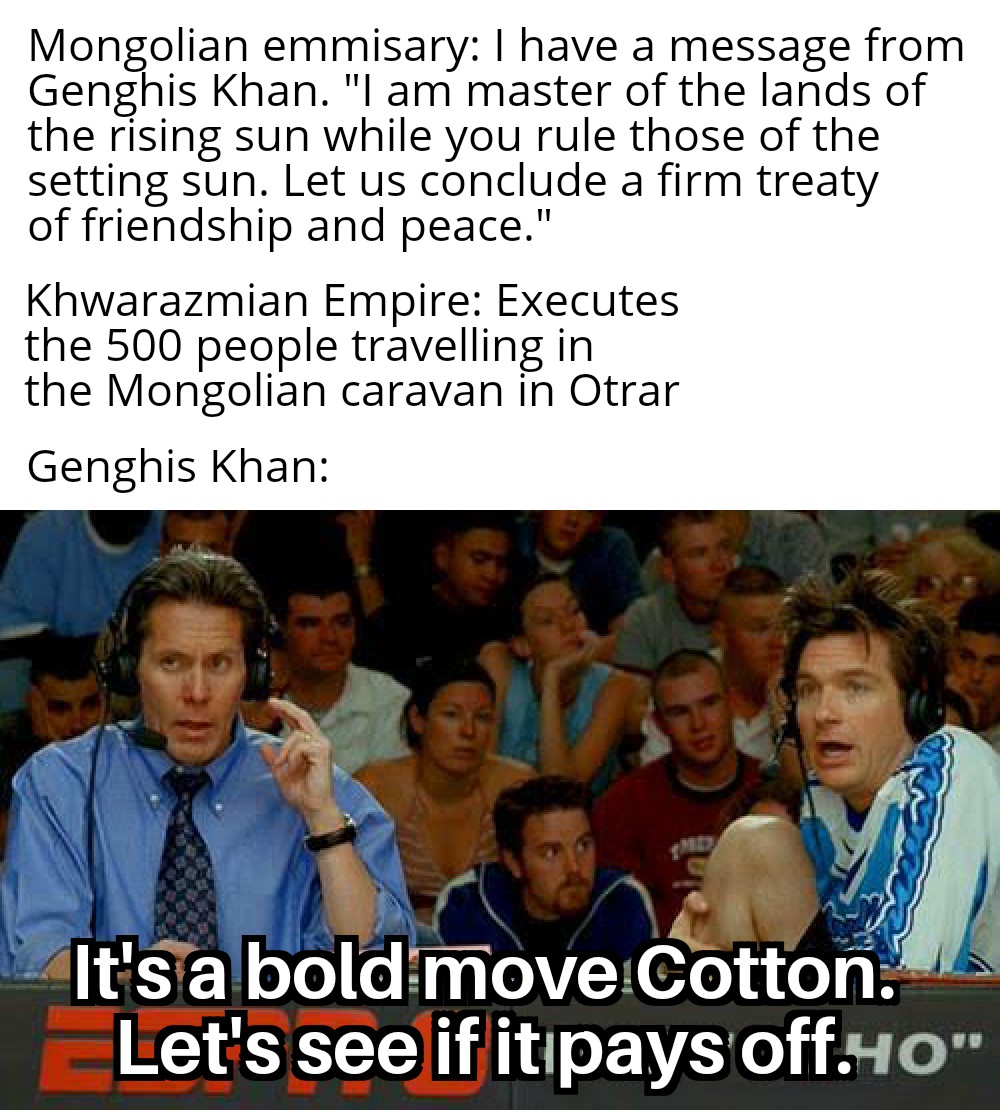 Mongolian emmisary: I have a message from
Genghis Khan. "I am master of the lands of
the rising sun while you rule those of the
setting sun. Let us conclude a firm treaty
of friendship and peace."
Khwarazmian Empire: Executes
the 500 people travelling in
the Mongolian caravan in Otrar
Genghis Khan:
It's a bold move Cotton.
Let's see if it pays off.
HO"